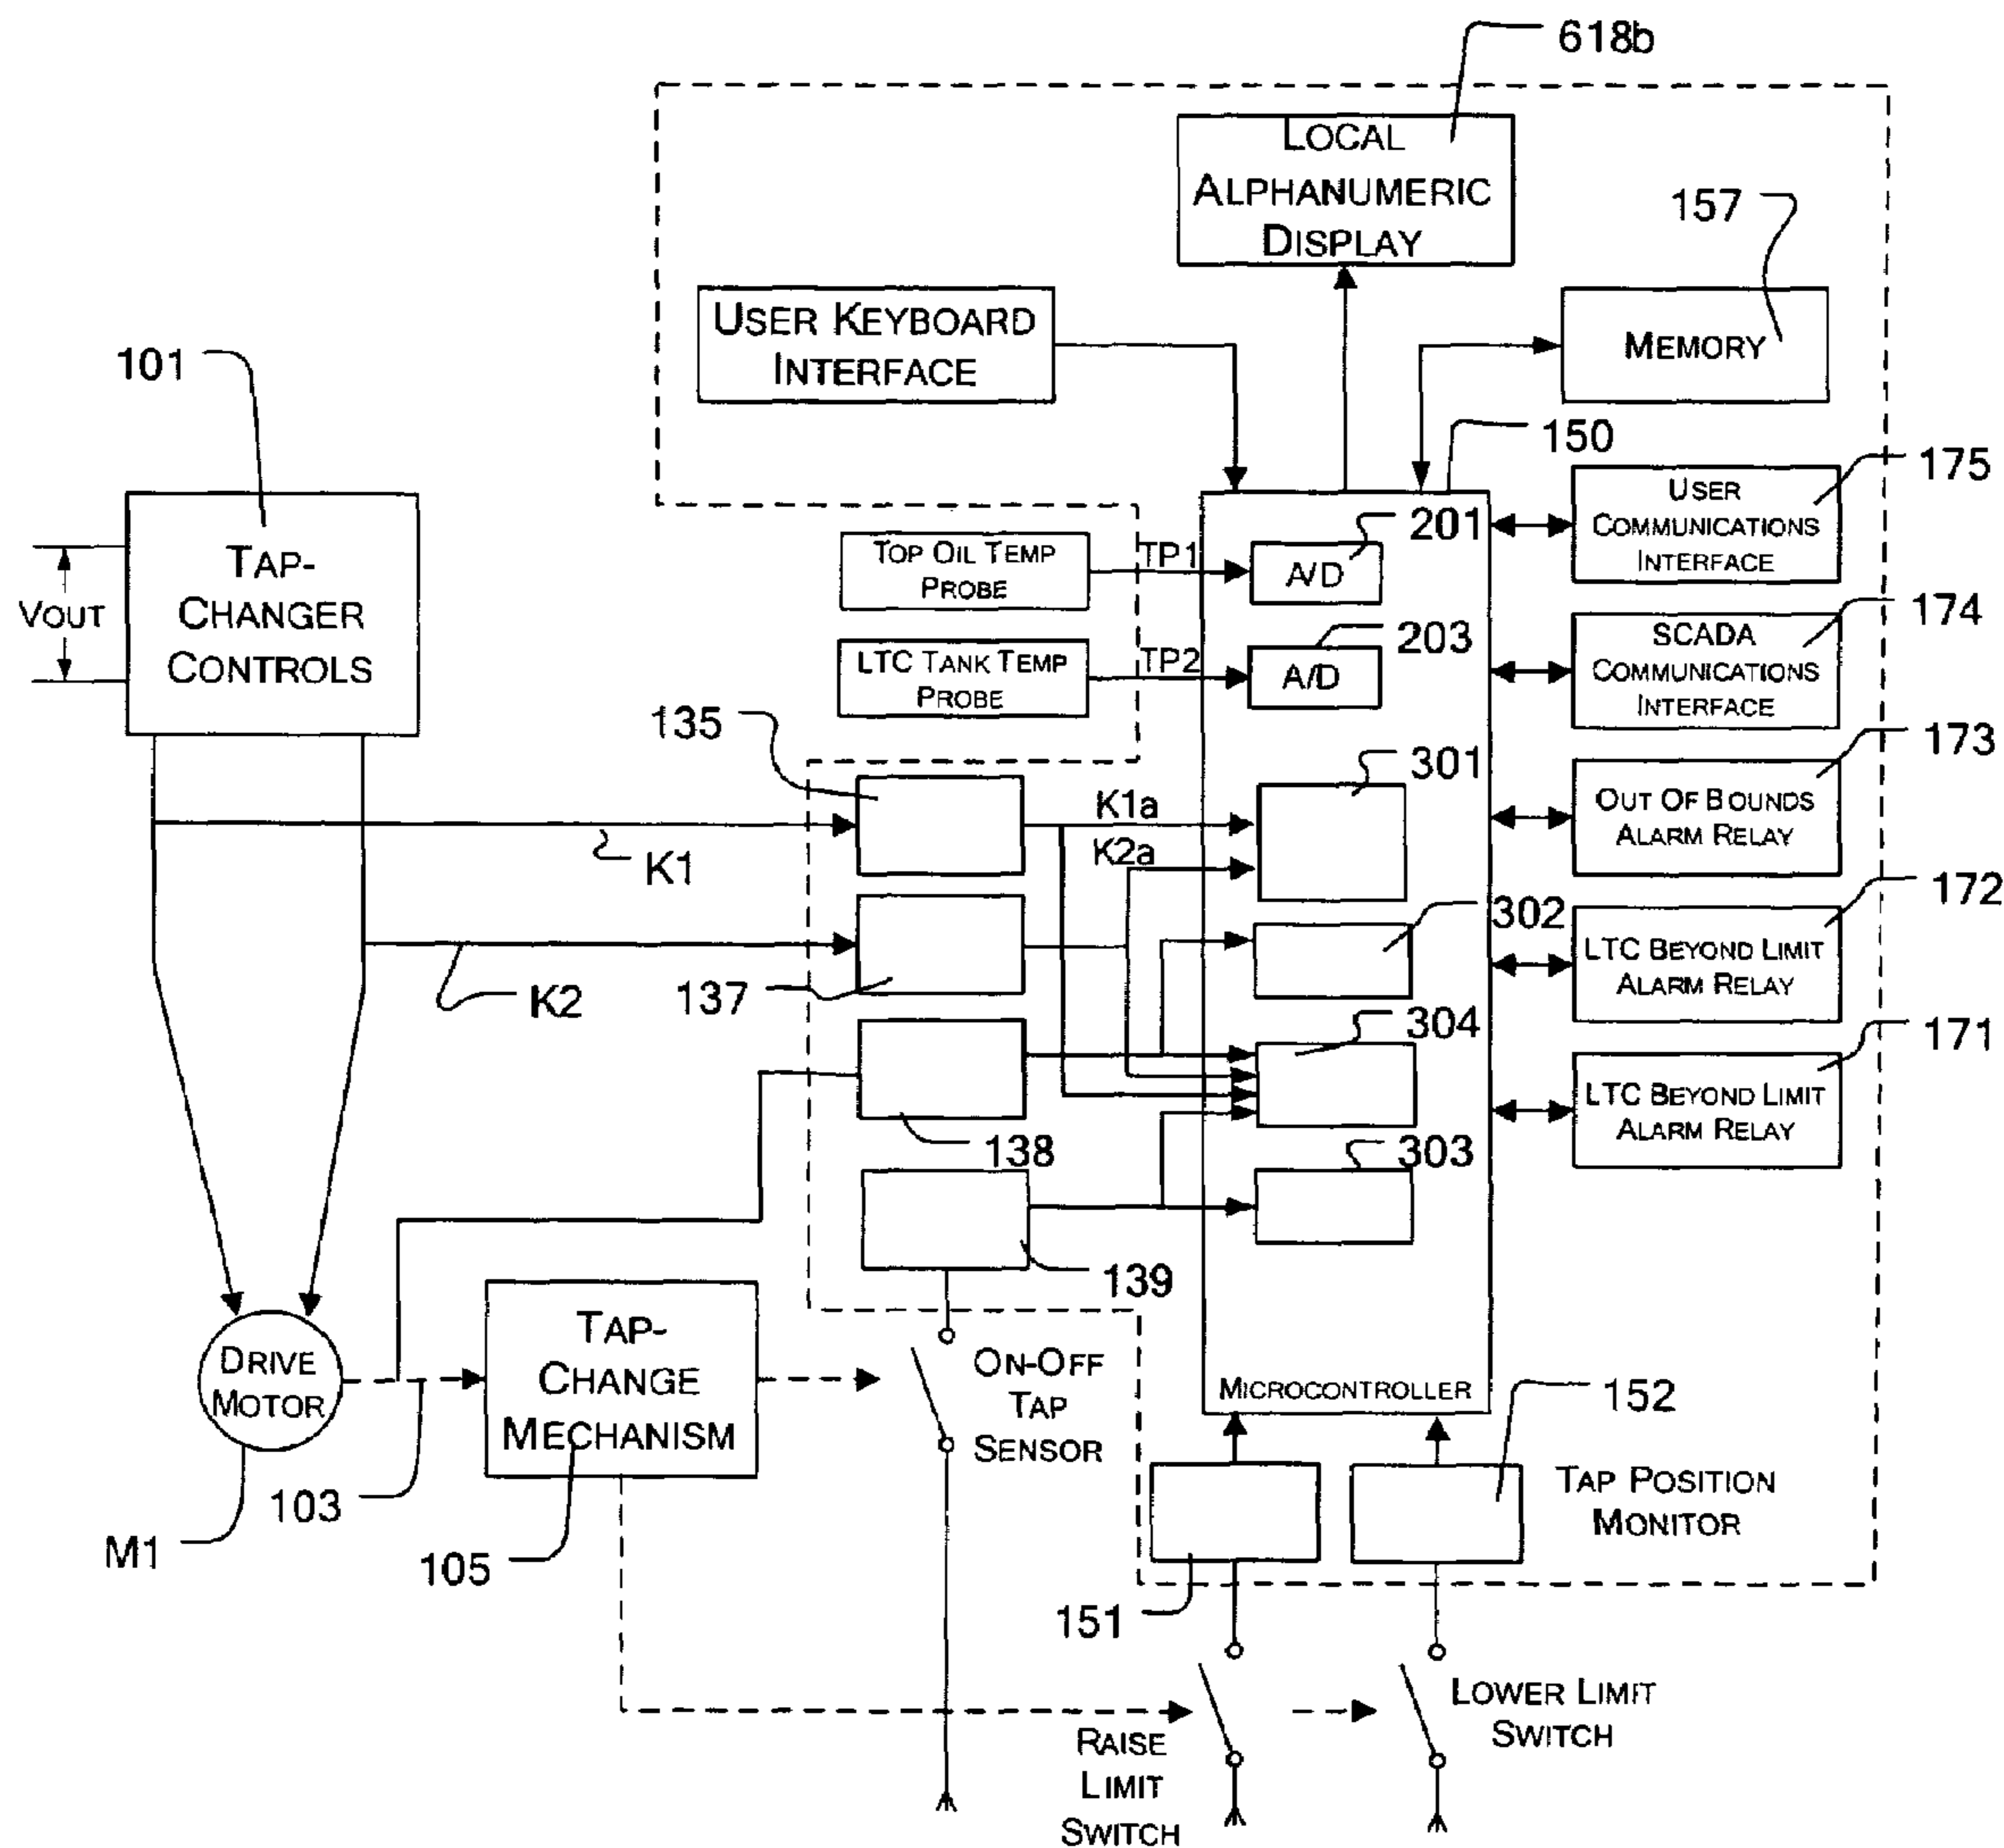 618b
LOCAL
ALPHANUMERIC
DISPLAY
157
USER KEYBOARD
INTERFACE
MEMORY
101
150
175
USER
COMMUNICATIONS
INTERFACE
201
TOP OIL TEMP
PROBE
TP1
A/D
TAP-
CHANGER
CONTROLS
VOUT
174
SCADA
COMMUNICATIONS
INTERFACE
203
LTC TANK TEMP
PROBE
TP2
A/D
135
173
301
OUT OF BOUNDS
ALARM RELAY
K1a
K2a
K1
172
302
LTC BEYOND LIMIT
ALARM RELAY
137
K2
304
171
LTC BEYOND LIMIT
ALARM RELAY
138
303
139
TAP-
CHANGE
MECHANISM
DRIVE
MOTOR
ON-OFF
TAP
SENSOR
MICROCONTROLLER
152
TAP POSITION
MONITOR
103
M1
105
151
LOWER LIMIT
SWITCH
RAISE
LIMIT
SWITCH